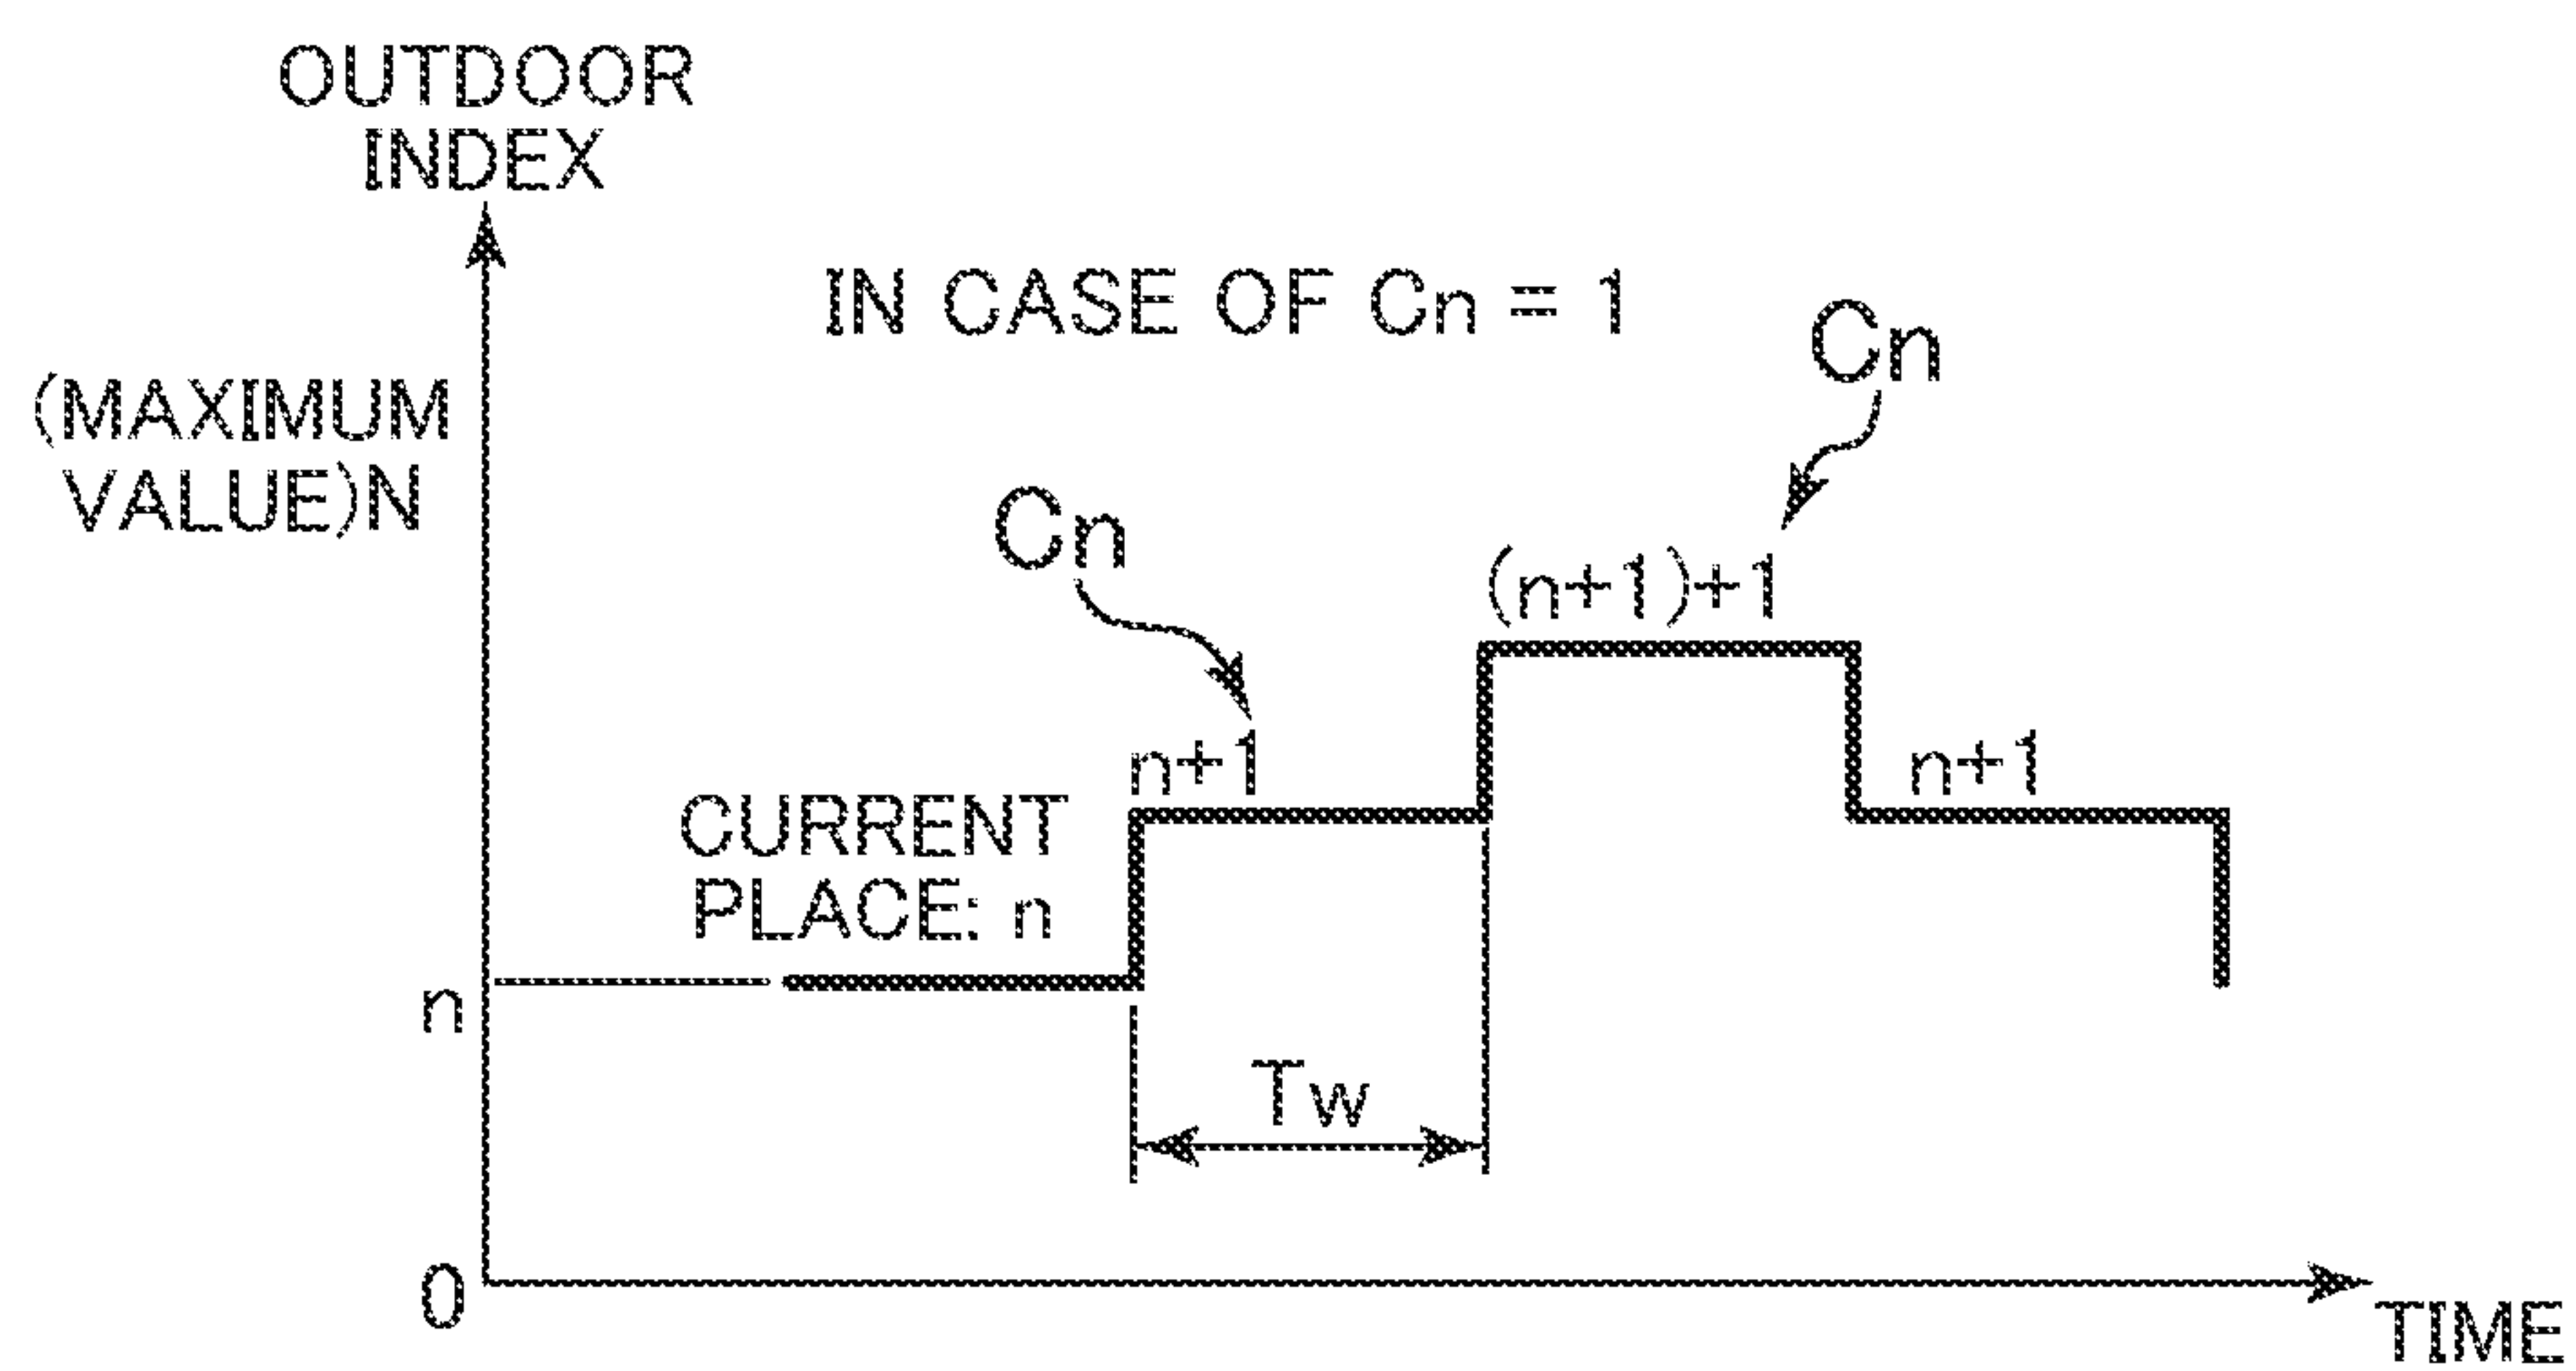 OUTDOOR
INDEX
IN CASE OF Cn = 1
Cn
(MAXIMUM
VALUE)N
Cn
(n+1)+1
n+1
n+1
CURRENT
PLACE: n
n
Tw
0
TIME